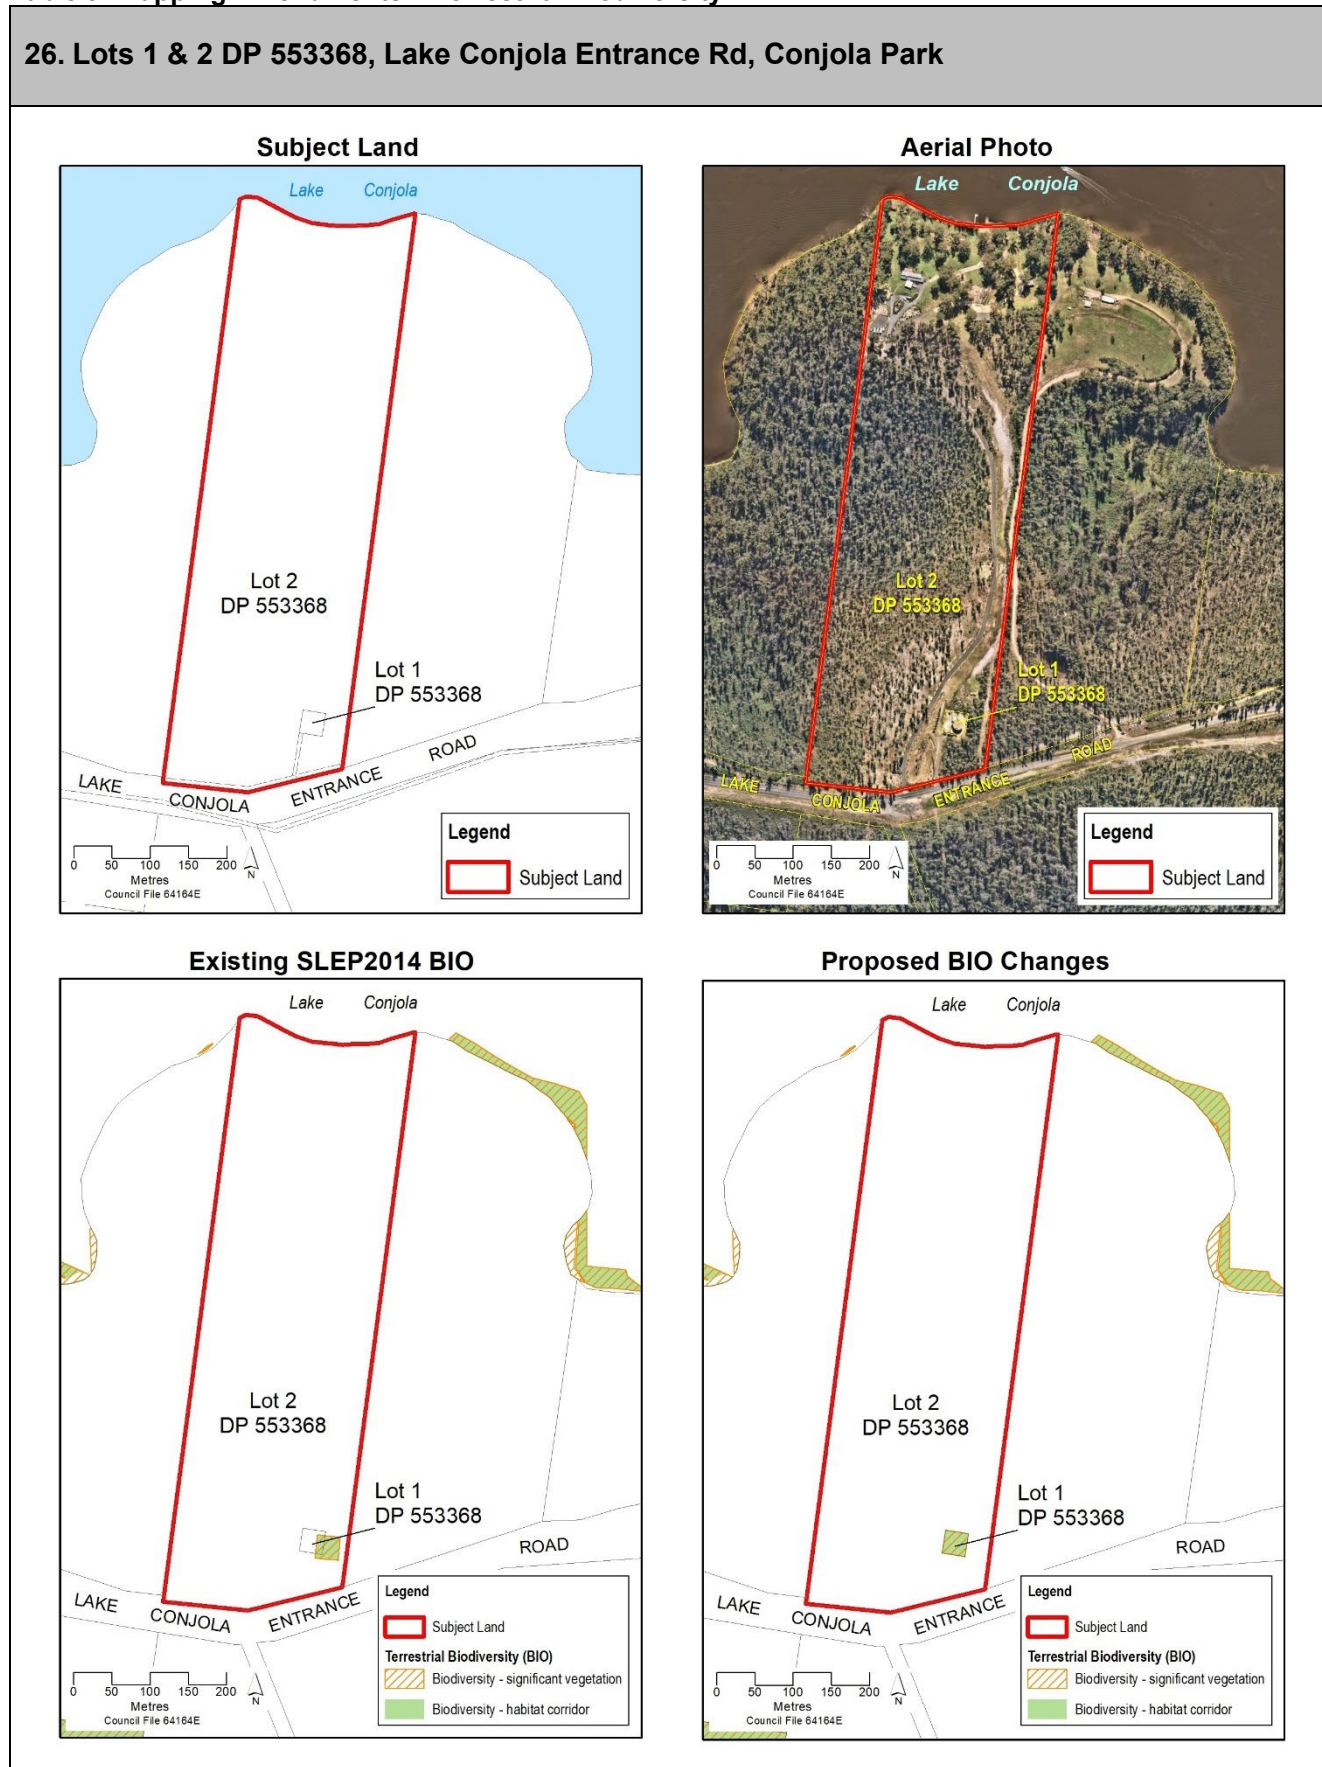 26. Lots 1 & 2 DP 553368, Lake Conjola Entrance Rd, Conjola Park
Subject Land
Lake Conjola
Lot 2
DP 553368
Lot 1
DP 553368
LAKE CONJOLA ENTRANCE ROAD
0 50 100 150 200
Metres
Council File 64164E
N
Legend
Subject Land
Aerial Photo
Lake Conjola
Lot 2
DP 553368
Lot 1
DP 553368
LAKE CONJOLA ENTRANCE ROAD
0 50 100 150 200
Metres
Council File 64164E
N
Legend
Subject Land
Existing SLEP2014 BIO
Lake Conjola
Lot 2
DP 553368
Lot 1
DP 553368
LAKE CONJOLA ENTRANCE ROAD
0 50 100 150 200
Metres
Council File 64164E
N
Legend
Subject Land
Terrestrial Biodiversity (BIO)
Biodiversity - significant vegetation
Biodiversity - habitat corridor
Proposed BIO Changes
Lake Conjola
Lot 2
DP 553368
Lot 1
DP 553368
LAKE CONJOLA ENTRANCE ROAD
0 50 100 150 200
Metres
Council File 64164E
N
Legend
Subject Land
Terrestrial Biodiversity (BIO)
Biodiversity - significant vegetation
Biodiversity - habitat corridor